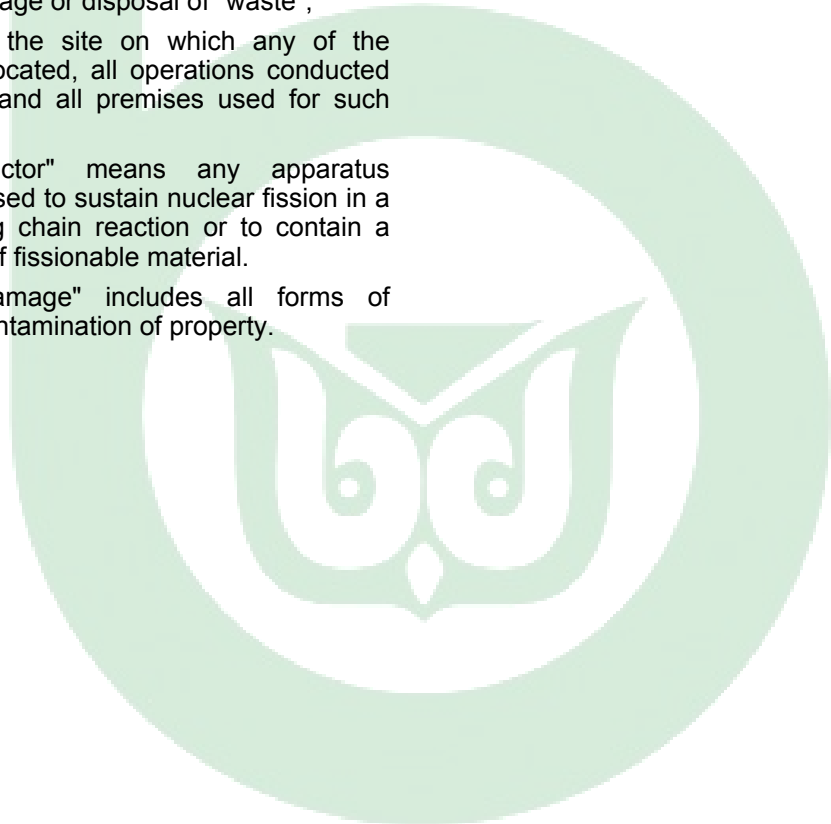 age or disposal of "waste";
the site on which any of the
ocated, all operations conducted
and all premises used for such
ctor" means any apparatus
sed to sustain nuclear fission in a
g chain reaction or to contain a
f fissionable material.
amage" includes all forms of
ntamination of property.